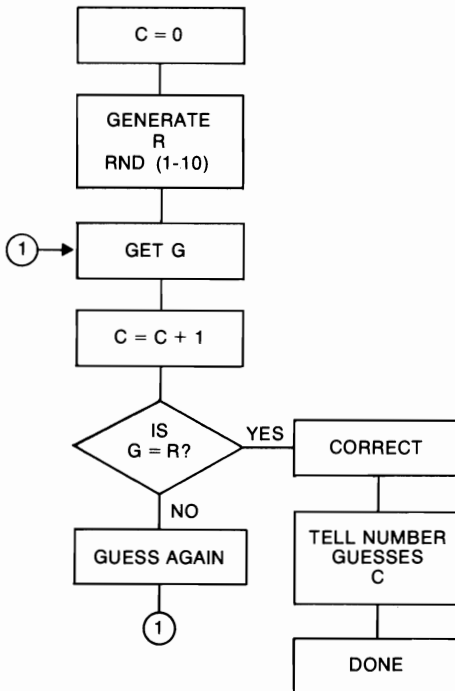 C = 0
GENERATE
R
RND (1-10)
1
GET G
C = C + 1
IS
G = R?
YES
CORRECT
NO
GUESS AGAIN
TELL NUMBER
GUESSES
C
1
DONE